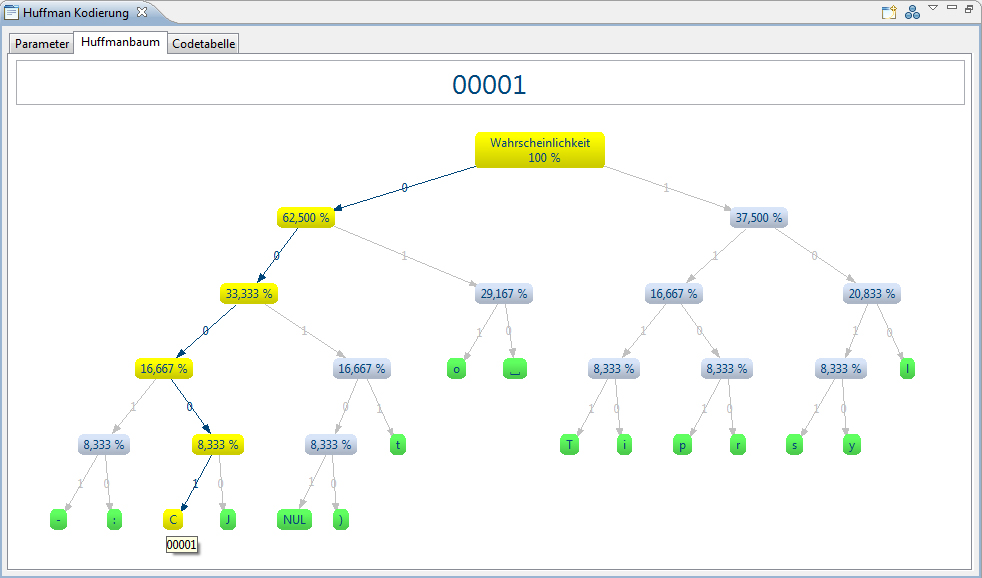 Huffman Kodierung
Parameter Huffmanbaum Codetabelle
00001
Wahrscheinlichkeit
100 %
0 1
62,500 % 37,500 %
0 1 1 0
33,333 % 29,167 % 16,667 % 20,833 %
0 1 1 0 1 0 1 0
16,667 % 16,667 % o ⎵ 8,333 % 8,333 % 8,333 % l
1 0 0 1 1 0 1 0 1 0
8,333 % 8,333 % 8,333 % t T i p r s y
1 0 1 0 1 0
- : C J NUL )
00001